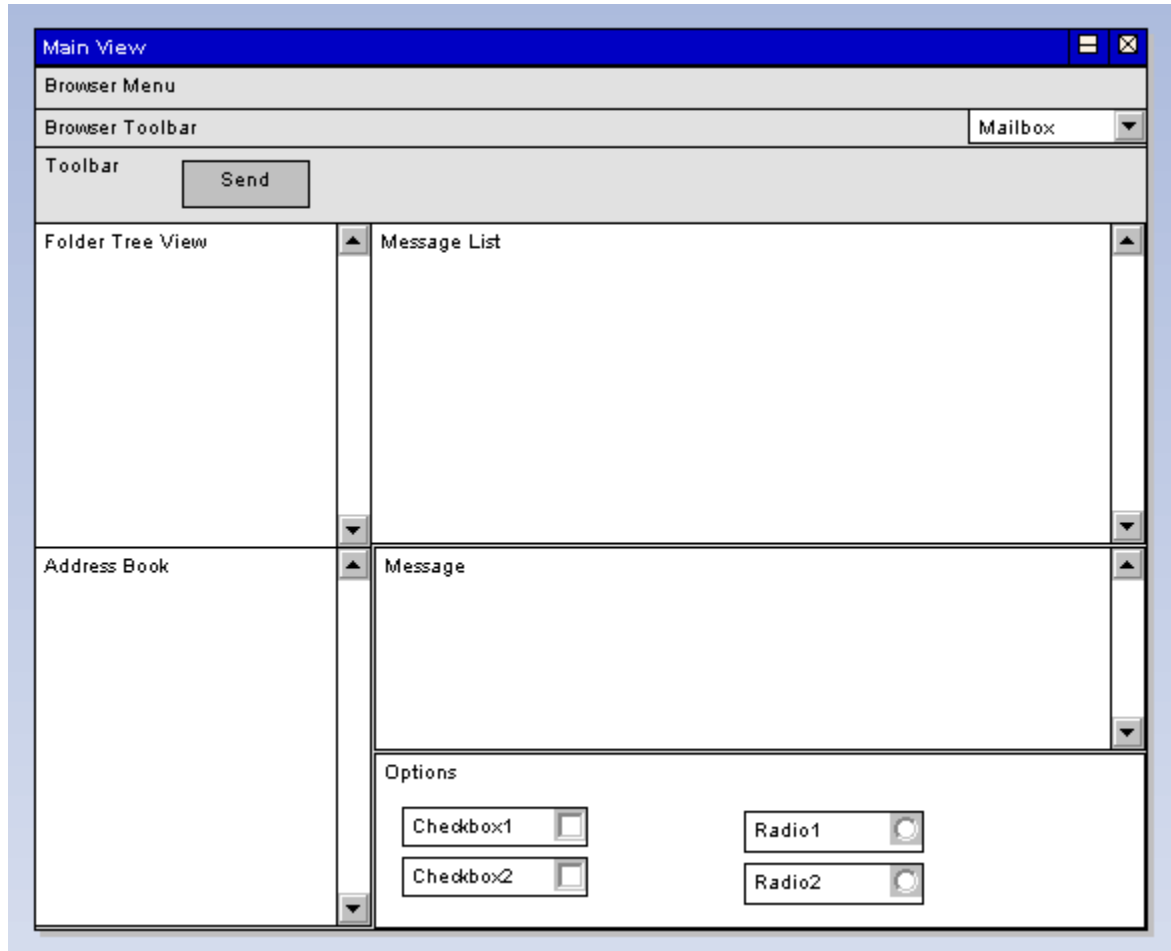 Main View
Browser Menu
Browser Toolbar
Mailbox
Toolbar
Send
Folder Tree View
Message List
Address Book
Message
Options
Checkbox1
Radio1
Checkbox2
Radio2